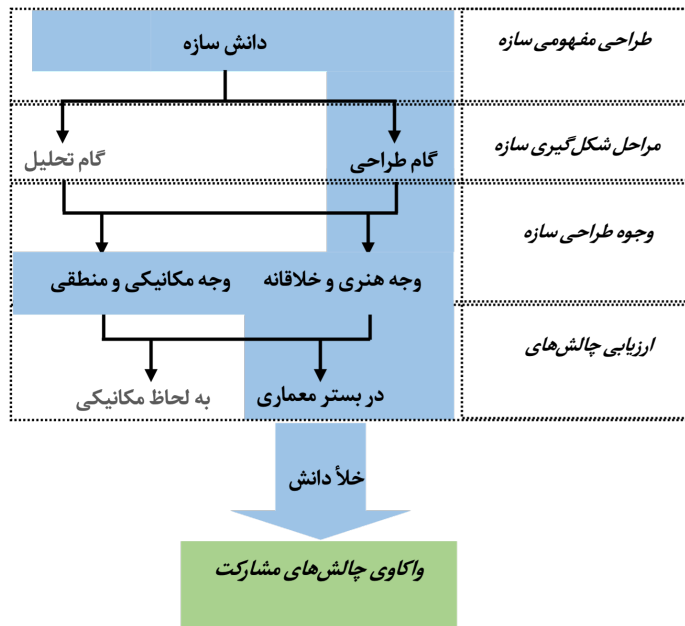 طراحی مفهومی سازه
دانش سازه
مراحل شکل‌گیری سازه
گام طراحی
گام تحلیل
وجوه طراحی سازه
وجه هنری و خلاقانه
وجه مکانیکی و منطقی
ارزیابی چالش‌های
در بستر معماری
به لحاظ مکانیکی
خلأ دانش
واکاوی چالش‌های مشارکت